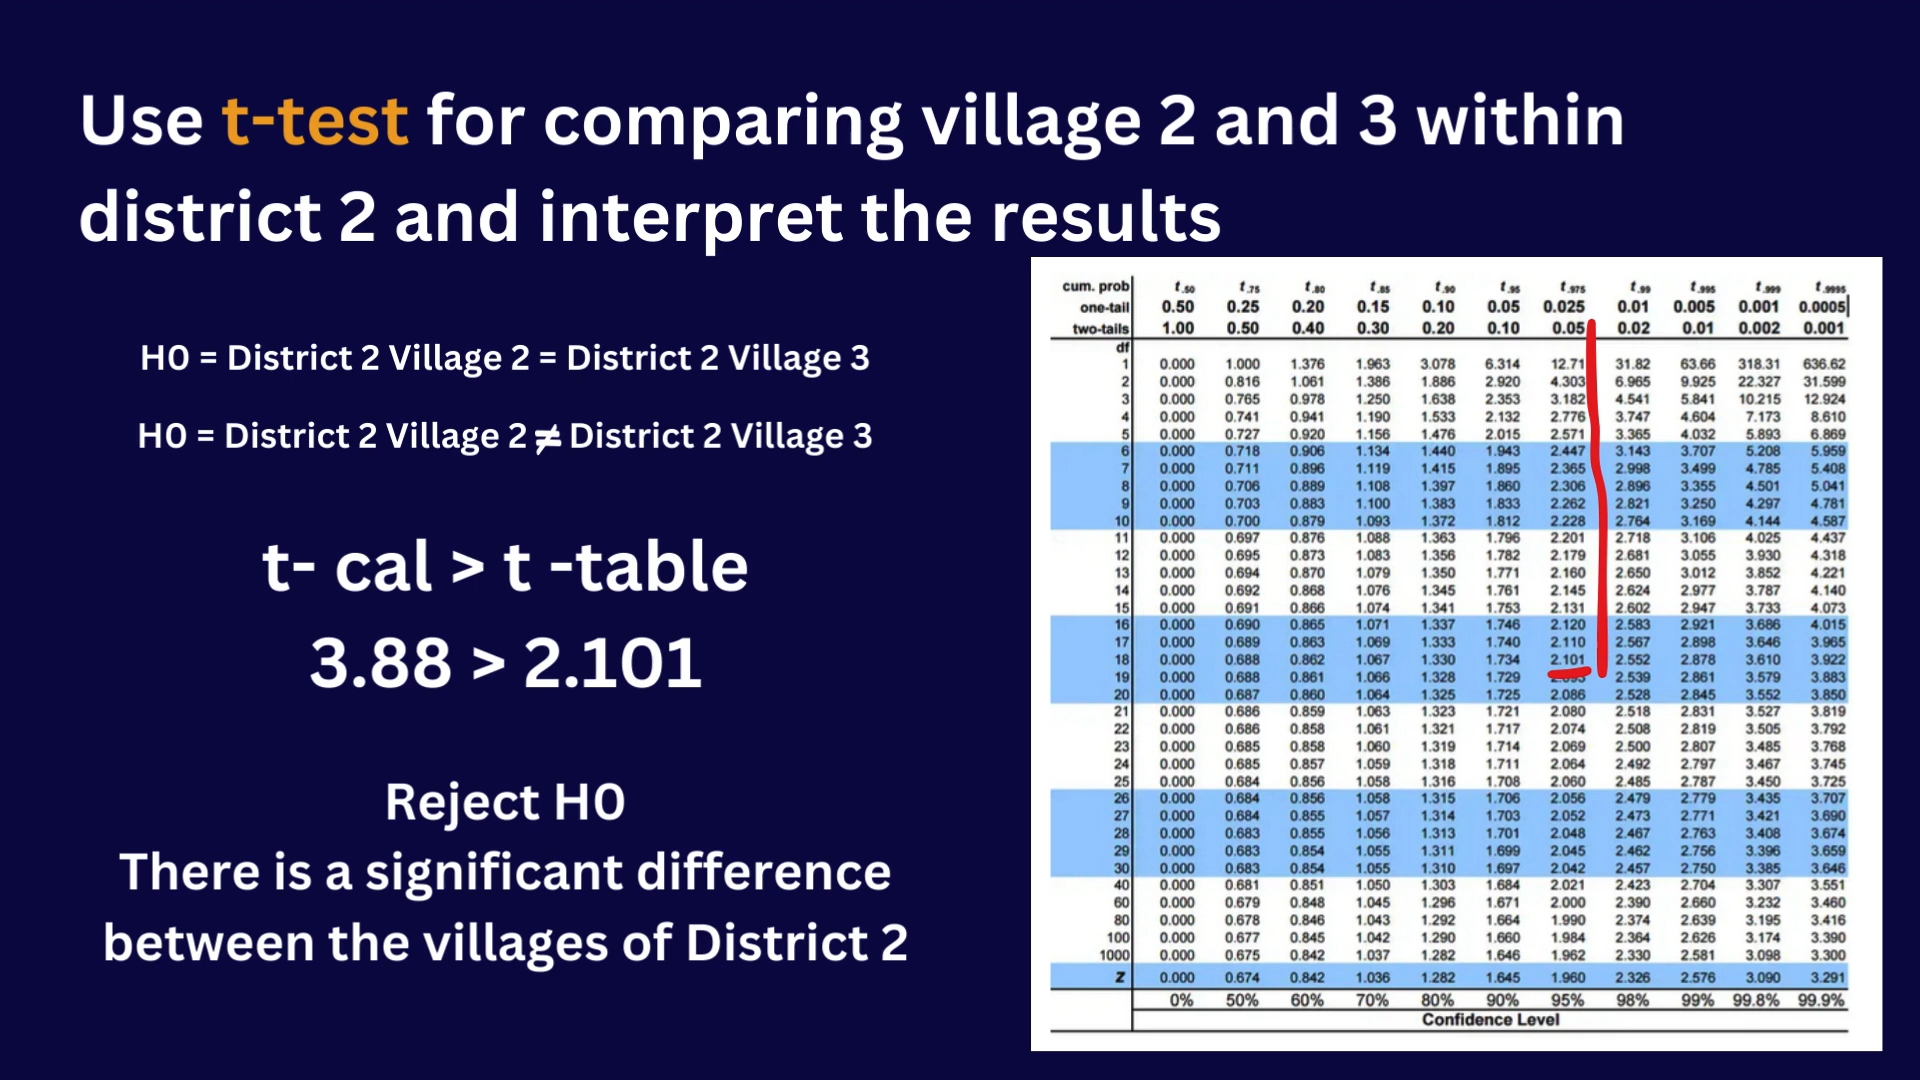 Use t-test for comparing village 2 and 3 within
district 2 and interpret the results
H0 = District 2 Village 2 = District 2 Village 3
H0 = District 2 Village 2 ≠ District 2 Village 3
t- cal > t -table
3.88 > 2.101
Reject H0
There is a significant difference
between the villages of District 2
cum. prob t.50 t.75 t.80 t.85 t.90 t.95 t.975 t.99 t.995 t.999 t.9995
one-tail 0.50 0.25 0.20 0.15 0.10 0.05 0.025 0.01 0.005 0.001 0.0005
two-tails 1.00 0.50 0.40 0.30 0.20 0.10 0.05 0.02 0.01 0.002 0.001
df
1 0.000 1.000 1.376 1.963 3.078 6.314 12.71 31.82 63.66 318.31 636.62
2 0.000 0.816 1.061 1.386 1.886 2.920 4.303 6.965 9.925 22.327 31.599
3 0.000 0.765 0.978 1.250 1.638 2.353 3.182 4.541 5.841 10.215 12.924
4 0.000 0.741 0.941 1.190 1.533 2.132 2.776 3.747 4.604 7.173 8.610
5 0.000 0.727 0.920 1.156 1.476 2.015 2.571 3.365 4.032 5.893 6.869
6 0.000 0.718 0.906 1.134 1.440 1.943 2.447 3.143 3.707 5.208 5.959
7 0.000 0.711 0.896 1.119 1.415 1.895 2.365 2.998 3.499 4.785 5.408
8 0.000 0.706 0.889 1.108 1.397 1.860 2.306 2.896 3.355 4.501 5.041
9 0.000 0.703 0.883 1.100 1.383 1.833 2.262 2.821 3.250 4.297 4.781
10 0.000 0.700 0.879 1.093 1.372 1.812 2.228 2.764 3.169 4.144 4.587
11 0.000 0.697 0.876 1.088 1.363 1.796 2.201 2.718 3.106 4.025 4.437
12 0.000 0.695 0.873 1.083 1.356 1.782 2.179 2.681 3.055 3.930 4.318
13 0.000 0.694 0.870 1.079 1.350 1.771 2.160 2.650 3.012 3.852 4.221
14 0.000 0.692 0.868 1.076 1.345 1.761 2.145 2.624 2.977 3.787 4.140
15 0.000 0.691 0.866 1.074 1.341 1.753 2.131 2.602 2.947 3.733 4.073
16 0.000 0.690 0.865 1.071 1.337 1.746 2.120 2.583 2.921 3.686 4.015
17 0.000 0.689 0.863 1.069 1.333 1.740 2.110 2.567 2.898 3.646 3.965
18 0.000 0.688 0.862 1.067 1.330 1.734 2.101 2.552 2.878 3.610 3.922
19 0.000 0.688 0.861 1.066 1.328 1.729 2.539 2.861 3.579 3.883
20 0.000 0.687 0.860 1.064 1.325 1.725 2.086 2.528 2.845 3.552 3.850
21 0.000 0.686 0.859 1.063 1.323 1.721 2.080 2.518 2.831 3.527 3.819
22 0.000 0.686 0.858 1.061 1.321 1.717 2.074 2.508 2.819 3.505 3.792
23 0.000 0.685 0.858 1.060 1.319 1.714 2.069 2.500 2.807 3.485 3.768
24 0.000 0.685 0.857 1.059 1.318 1.711 2.064 2.492 2.797 3.467 3.745
25 0.000 0.684 0.856 1.058 1.316 1.708 2.060 2.485 2.787 3.450 3.725
26 0.000 0.684 0.856 1.058 1.315 1.706 2.056 2.479 2.779 3.435 3.707
27 0.000 0.684 0.855 1.057 1.314 1.703 2.052 2.473 2.771 3.421 3.690
28 0.000 0.683 0.855 1.056 1.313 1.701 2.048 2.467 2.763 3.408 3.674
29 0.000 0.683 0.854 1.055 1.311 1.699 2.045 2.462 2.756 3.396 3.659
30 0.000 0.683 0.854 1.055 1.310 1.697 2.042 2.457 2.750 3.385 3.646
40 0.000 0.681 0.851 1.050 1.303 1.684 2.021 2.423 2.704 3.307 3.551
60 0.000 0.679 0.848 1.045 1.296 1.671 2.000 2.390 2.660 3.232 3.460
80 0.000 0.678 0.846 1.043 1.292 1.664 1.990 2.374 2.639 3.195 3.416
100 0.000 0.677 0.845 1.042 1.290 1.660 1.984 2.364 2.626 3.174 3.390
1000 0.000 0.675 0.842 1.037 1.282 1.646 1.962 2.330 2.581 3.098 3.300
Z 0.000 0.674 0.842 1.036 1.282 1.645 1.960 2.326 2.576 3.090 3.291
0% 50% 60% 70% 80% 90% 95% 98% 99% 99.8% 99.9%
Confidence Level